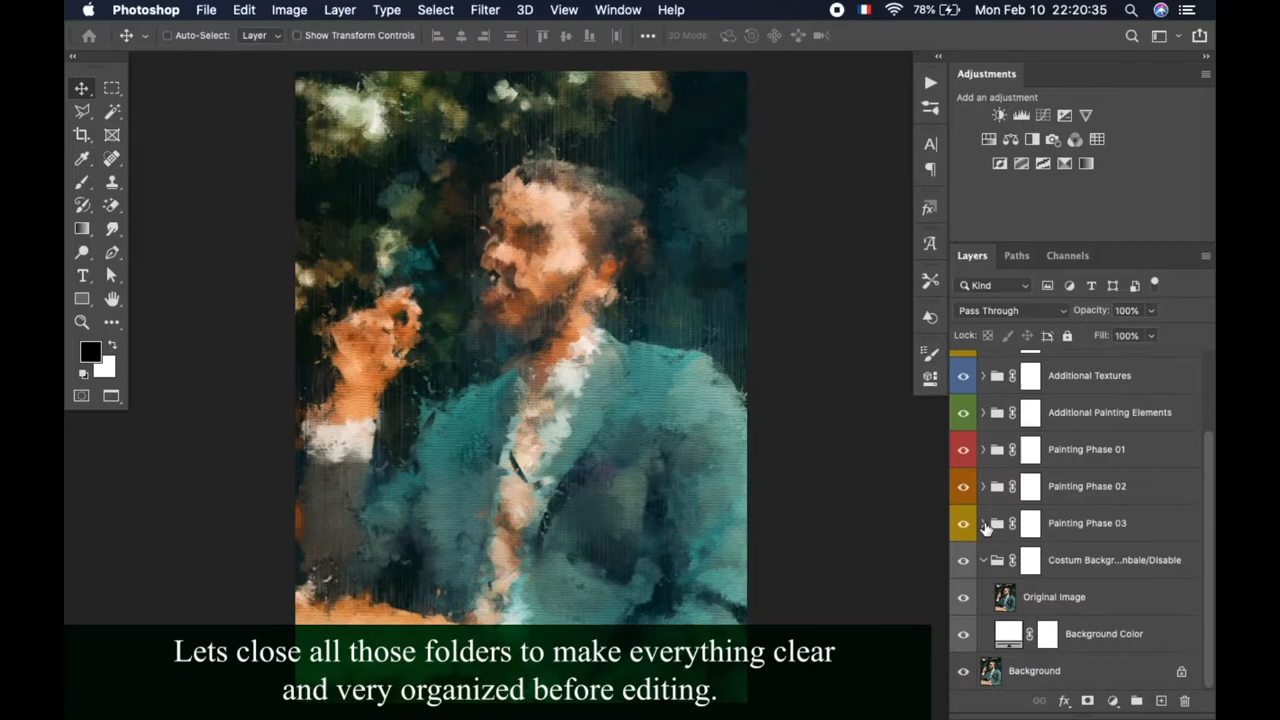 Photoshop File Edit Image Layer Type Select Filter 3D View Window Help 78% Mon Feb 10 22:20:35
Auto-Select: Layer Show Transform Controls 3D Mode:
Adjustments
Add an adjustment
Layers Paths Channels
Kind
Pass Through Opacity: 100%
Lock: Fill: 100%
Additional Textures
Additional Painting Elements
Painting Phase 01
Painting Phase 02
Painting Phase 03
Costum Backgr...nbale/Disable
Original Image
Background Color
Background
Lets close all those folders to make everything clear
and very organized before editing.